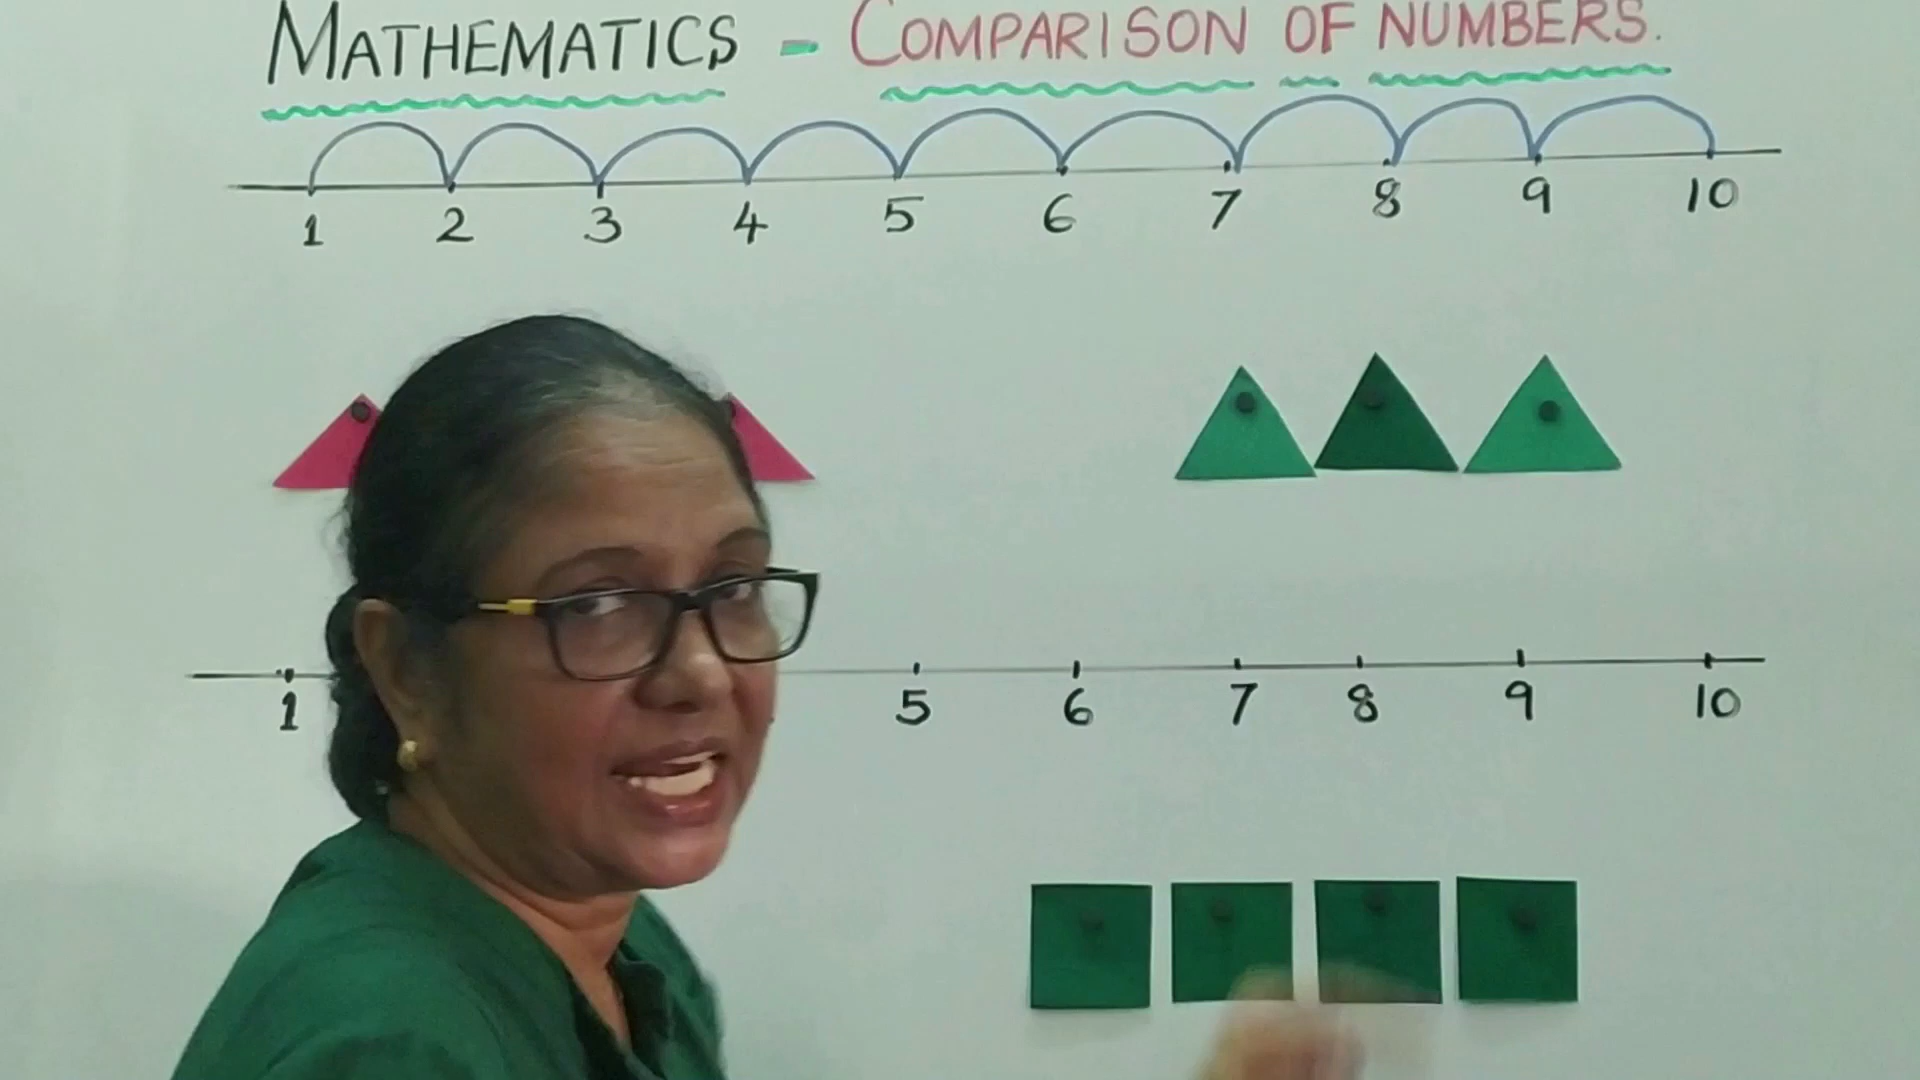 MATHEMATICS - COMPARISON OF NUMBERS.
1 2 3 4 5 6 7 8 9 10
1 5 6 7 8 9 10